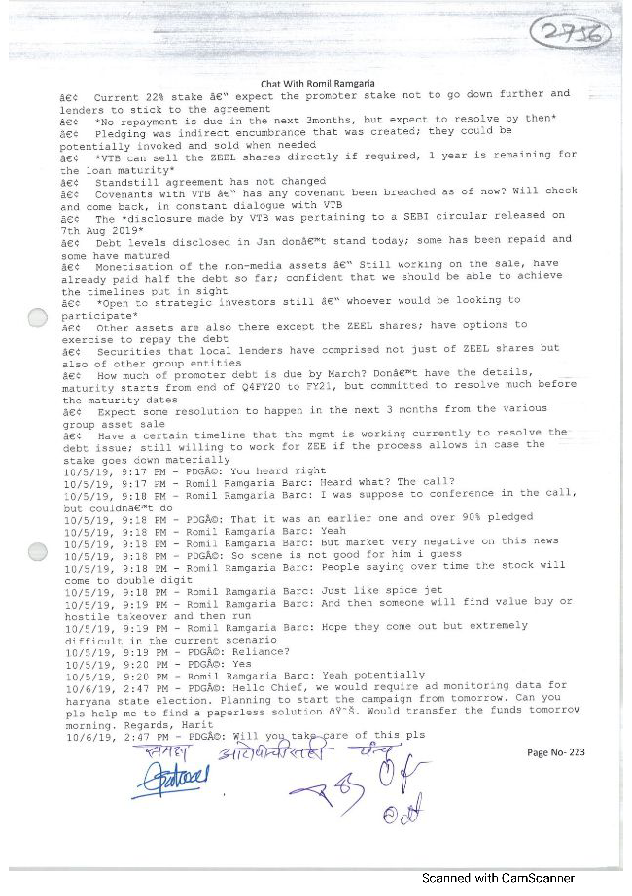 2756
Chat With Romil Ramgaria
â€¢   Current 22% stake â€“ expect the promoter stake not to go down further and
lenders to stick to the agreement
â€¢   *No repayment is due in the next 3months, but expect to resolve by then*
â€¢   Pledging was indirect encumbrance that was created; they could be
potentially invoked and sold when needed
â€¢   *VTB can sell the ZEEL shares directly if required, 1 year is remaining for
the loan maturity*
â€¢   Standstill agreement has not changed
â€¢   Covenants with VTB â€“ has any covenant been breached as of now? Will check
and come back, in constant dialogue with VTB
â€¢   The *disclosure made by VTB was pertaining to a SEBI circular released on
7th Aug 2019*
â€¢   Debt levels disclosed in Jan donâ€™t stand today; some has been repaid and
some have matured
â€¢   Monetisation of the non-media assets â€“ Still working on the sale, have
already paid half the debt so far; confident that we should be able to achieve
the timelines put in sight
â€¢   *Open to strategic investors still â€“ whoever would be looking to
participate*
â€¢   Other assets are also there except the ZEEL shares; have options to
exercise to repay the debt
â€¢   Securities that local lenders have comprised not just of ZEEL shares but
also of other group entities
â€¢   How much of promoter debt is due by March? Donâ€™t have the details,
maturity starts from end of Q4FY20 to FY21, but committed to resolve much before
the maturity dates
â€¢   Expect some resolution to happen in the next 3 months from the various
group asset sale
â€¢   Have a certain timeline that the mgmt is working currently to resolve the
debt issue; still willing to work for ZEE if the process allows in case the
stake goes down materially
10/5/19, 9:17 PM - PDGÃ©: You heard right
10/5/19, 9:17 PM - Romil Ramgaria Barc: Heard what? The call?
10/5/19, 9:18 PM - Romil Ramgaria Barc: I was suppose to conference in the call,
but couldnâ€™t do
10/5/19, 9:18 PM - PDGÃ©: That it was an earlier one and over 90% pledged
10/5/19, 9:18 PM - Romil Ramgaria Barc: Yeah
10/5/19, 9:18 PM - Romil Ramgaria Barc: But market very negative on this news
10/5/19, 9:18 PM - PDGÃ©: So scene is not good for him i guess
10/5/19, 9:18 PM - Romil Ramgaria Barc: People saying over time the stock will
come to double digit
10/5/19, 9:18 PM - Romil Ramgaria Barc: Just like spice jet
10/5/19, 9:19 PM - Romil Ramgaria Barc: And then someone will find value buy or
hostile takeover and then run
10/5/19, 9:19 PM - Romil Ramgaria Barc: Hope they come out but extremely
difficult in the current scenario
10/5/19, 9:19 PM - PDGÃ©: Reliance?
10/5/19, 9:20 PM - PDGÃ©: Yes
10/5/19, 9:20 PM - Romil Ramgaria Barc: Yeah potentially
10/6/19, 2:47 PM - PDGÃ©: Hello Chief, we would require ad monitoring data for
haryana state election. Planning to start the campaign from tomorrow. Can you
pls help me to find a paperless solution ðŸ˜Š. Would transfer the funds tomorrow
morning. Regards, Harit
10/6/19, 2:47 PM - PDGÃ©: Will you take care of this pls
Page No- 223
Scanned with CamScanner